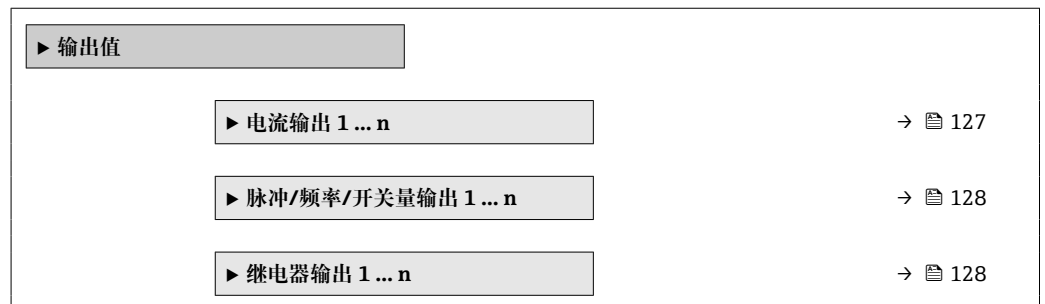 ▶ 输出值
▶ 电流输出 1 ... n → 127
▶ 脉冲/频率/开关量输出 1 ... n → 128
▶ 继电器输出 1 ... n → 128